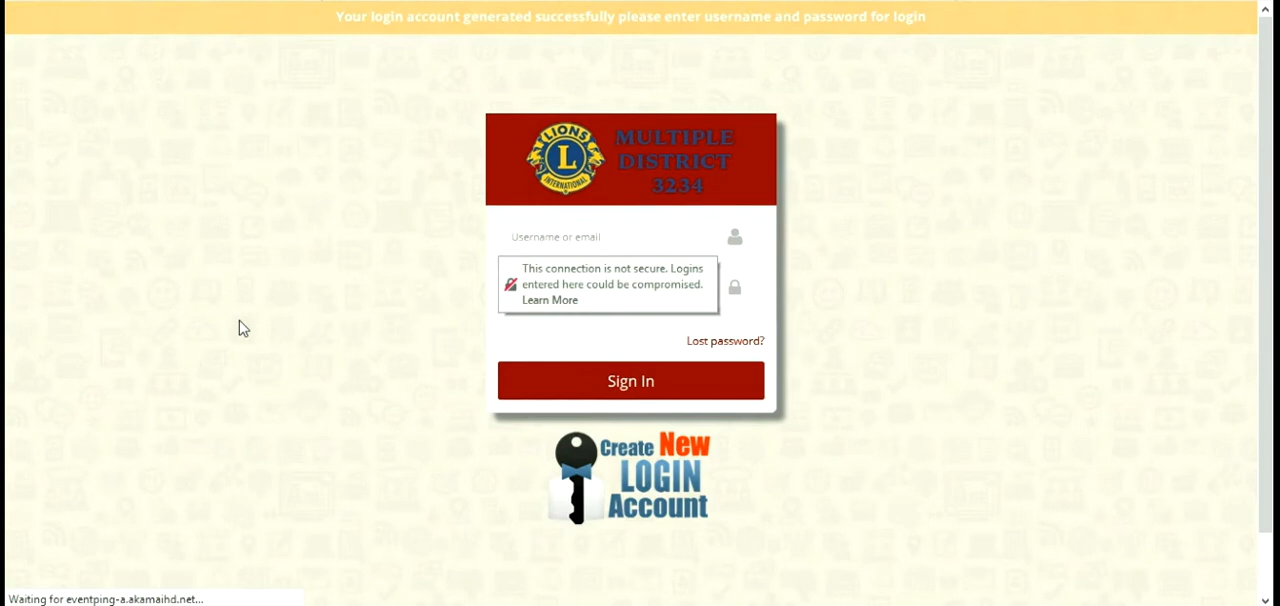 Your login account generated successfully please enter username and password for login
LIONS
L
INTERNATIONAL
MULTIPLE
DISTRICT
3234
Username or email
This connection is not secure. Logins
entered here could be compromised.
Learn More
Lost password?
Sign In
Create New
LOGIN
Account
Waiting for eventping-a.akamaihd.net...